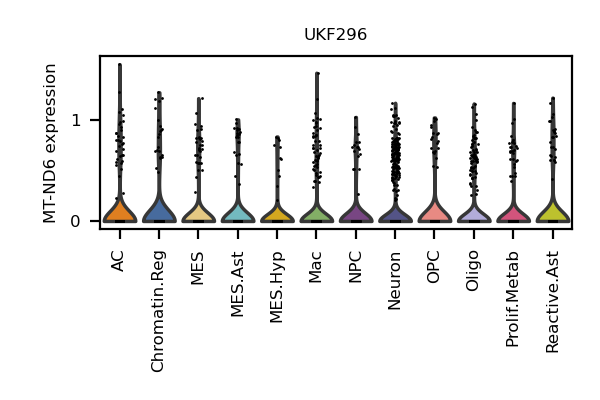 UKF296
MT-ND6 expression
1
0
AC
Chromatin.Reg
MES
MES.Ast
MES.Hyp
Mac
NPC
Neuron
OPC
Oligo
Prolif.Metab
Reactive.Ast